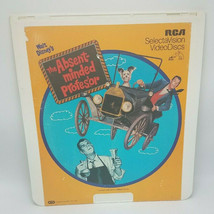 Walt
Disney's
The
Absent-
minded
Professor
RCA
SelectaVision
VideoDiscs